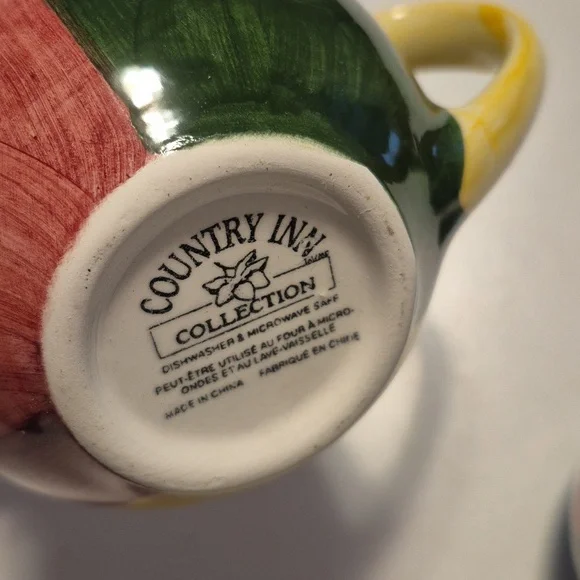 COUNTRY INN
COLLECTION
DISHWASHER & MICROWAVE SAFE
PEUT-ÊTRE UTILISÉ AU FOUR À MICRO-
ONDES ET AU LAVE-VAISSELLE
MADE IN CHINA FABRIQUÉ EN CHINE